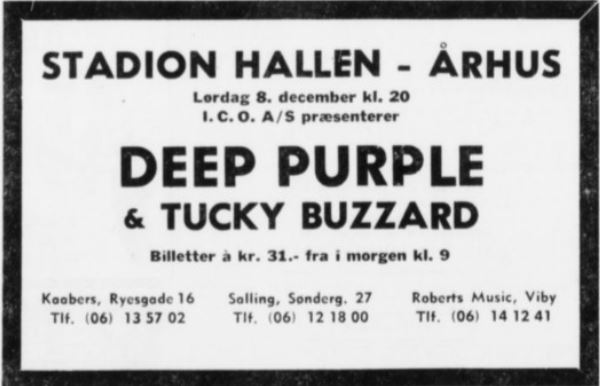 STADION HALLEN - ÅRHUS
Lørdag 8. december kl. 20
I. C. O. A/S præsenterer
DEEP PURPLE
& TUCKY BUZZARD
Billetter à kr. 31.- fra i morgen kl. 9
Kaabers, Ryesgade 16 Salling, Sønderg. 27 Roberts Music, Viby
Tlf. (06) 13 57 02 Tlf. (06) 12 18 00 Tlf. (06) 14 12 41